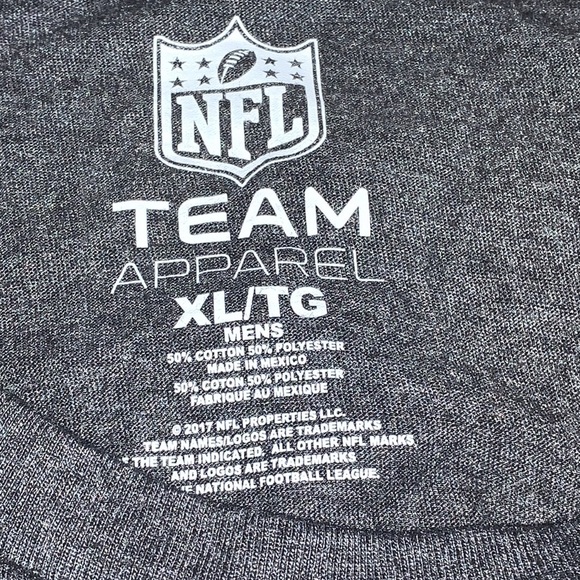 NFL
TEAM
APPAREL
XL/TG
MENS
50% COTTON 50% POLYESTER
MADE IN MEXICO
50% COTON 50% POLYESTER
FABRIQUE AU MEXIQUE
© 2017 NFL PROPERTIES LLC.
TEAM NAMES/LOGOS ARE TRADEMARKS
THE TEAM INDICATED. ALL OTHER NFL MARKS
AND LOGOS ARE TRADEMARKS
NATIONAL FOOTBALL LEAGUE.